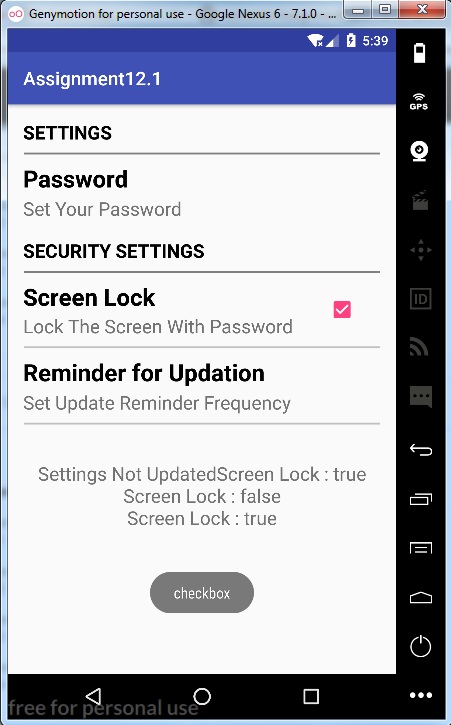 Genymotion for personal use - Google Nexus 6 - 7.1.0 - ...
5:39
GPS
Assignment12.1
SETTINGS
Password
Set Your Password
SECURITY SETTINGS
ID
Screen Lock
Lock The Screen With Password
Reminder for Updation
Set Update Reminder Frequency
Settings Not UpdatedScreen Lock : true
Screen Lock : false
Screen Lock : true
checkbox
free for personal use